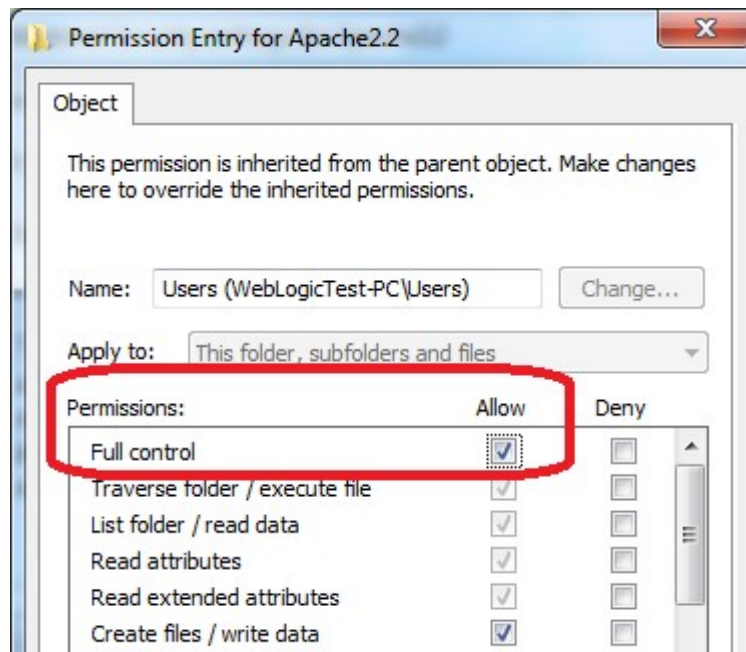 Permission Entry for Apache2.2
Object
This permission is inherited from the parent object. Make changes
here to override the inherited permissions.
Name: Users (WebLogicTest-PC\Users) Change...
Apply to: This folder, subfolders and files
Permissions: Allow Deny
Full control
Traverse folder / execute file
List folder / read data
Read attributes
Read extended attributes
Create files / write data